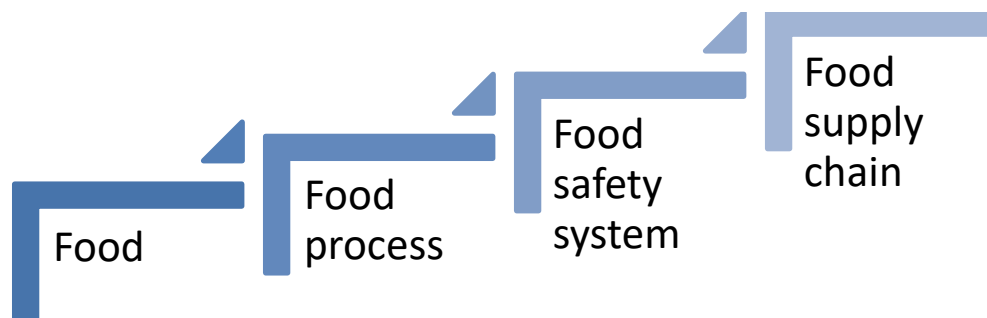 Food
Food
process
Food
safety
system
Food
supply
chain